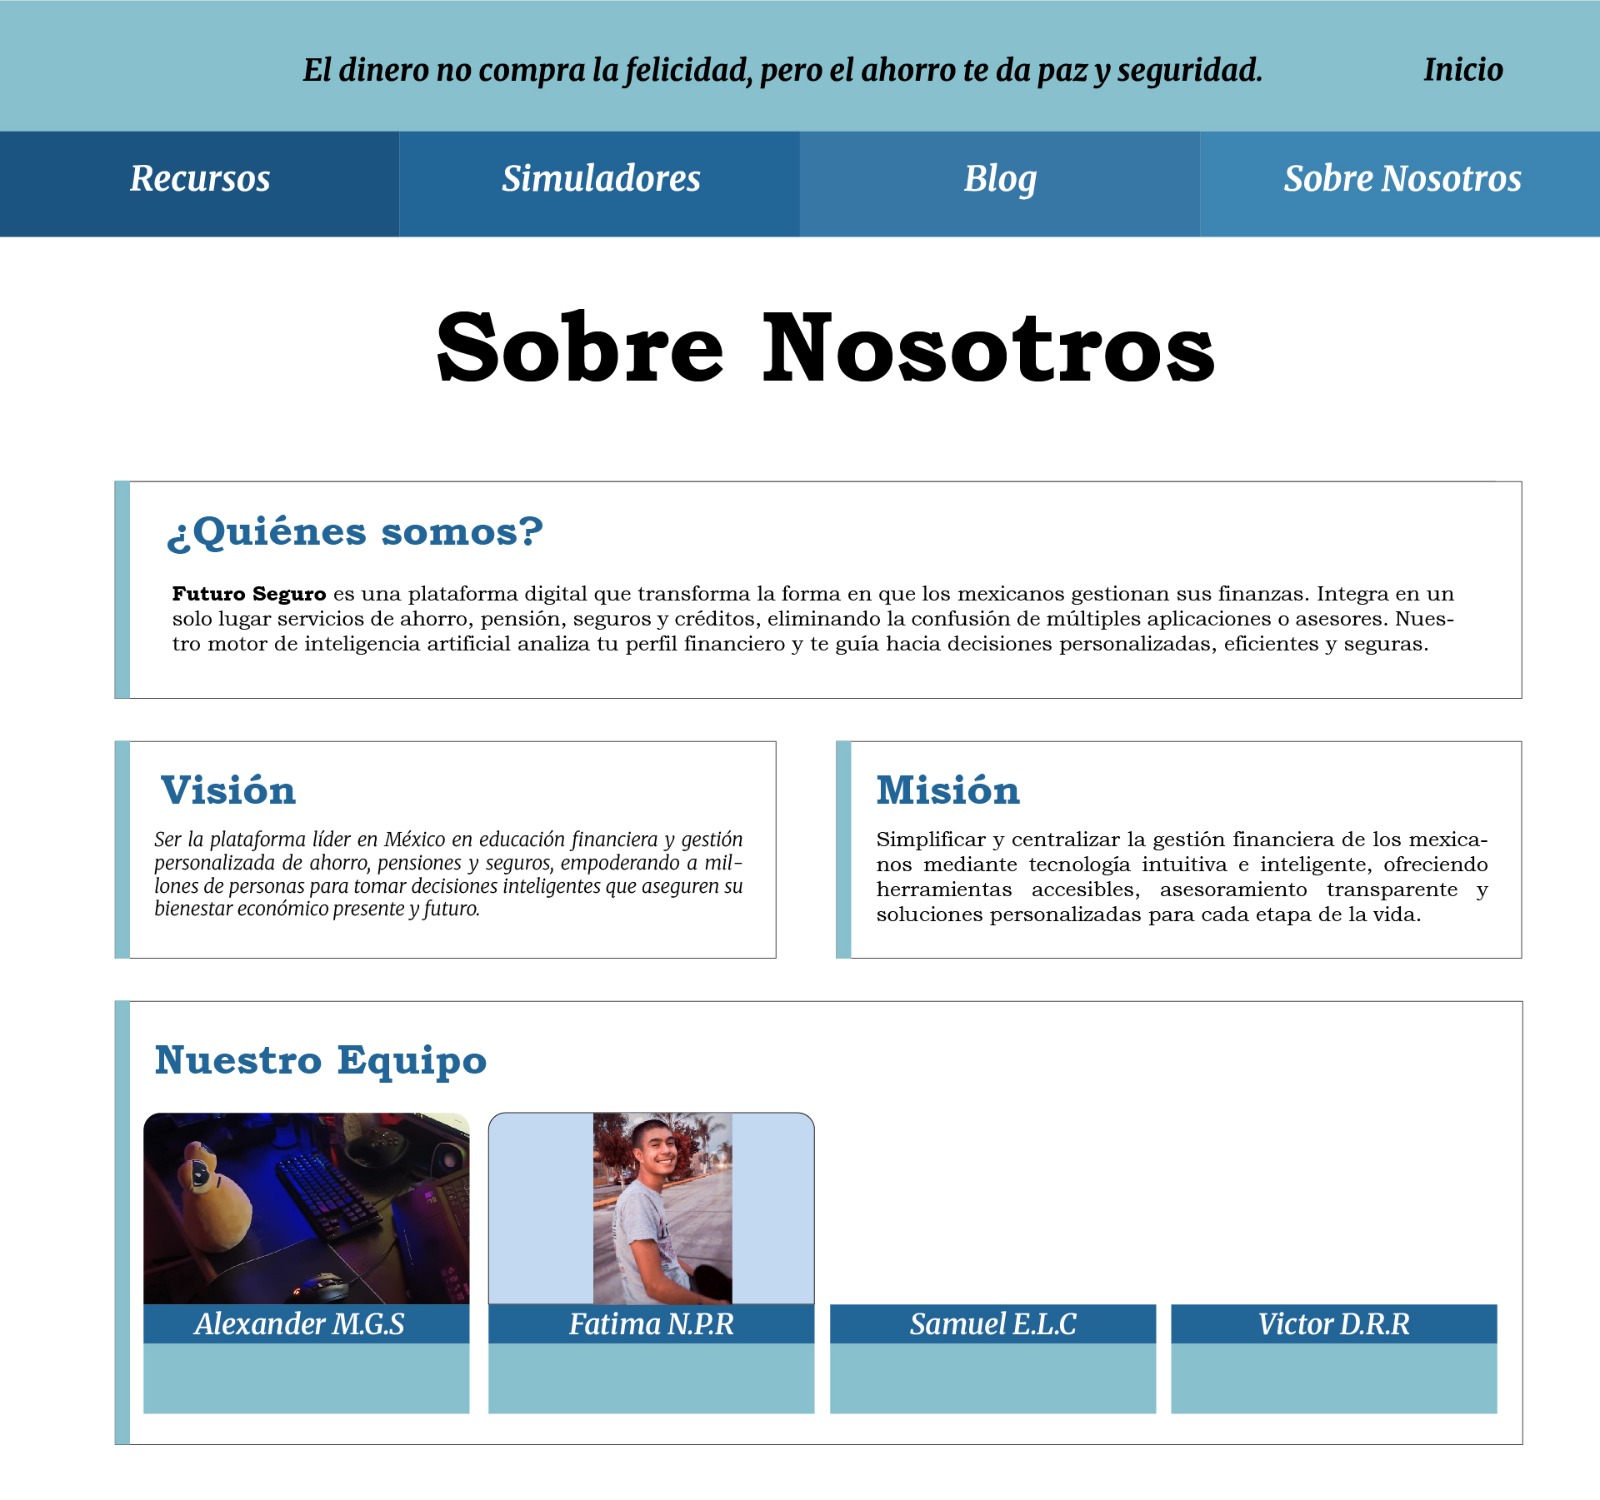 El dinero no compra la felicidad, pero el ahorro te da paz y seguridad.
Inicio
Recursos
Simuladores
Blog
Sobre Nosotros
Sobre Nosotros
¿Quiénes somos?
Futuro Seguro es una plataforma digital que transforma la forma en que los mexicanos gestionan sus finanzas. Integra en un
solo lugar servicios de ahorro, pensión, seguros y créditos, eliminando la confusión de múltiples aplicaciones o asesores. Nues-
tro motor de inteligencia artificial analiza tu perfil financiero y te guía hacia decisiones personalizadas, eficientes y seguras.
Visión
Ser la plataforma líder en México en educación financiera y gestión
personalizada de ahorro, pensiones y seguros, empoderando a mil-
lones de personas para tomar decisiones inteligentes que aseguren su
bienestar económico presente y futuro.
Misión
Simplificar y centralizar la gestión financiera de los mexica-
nos mediante tecnología intuitiva e inteligente, ofreciendo
herramientas accesibles, asesoramiento transparente y
soluciones personalizadas para cada etapa de la vida.
Nuestro Equipo
Alexander M.G.S
Fatima N.P.R
Samuel E.L.C
Victor D.R.R